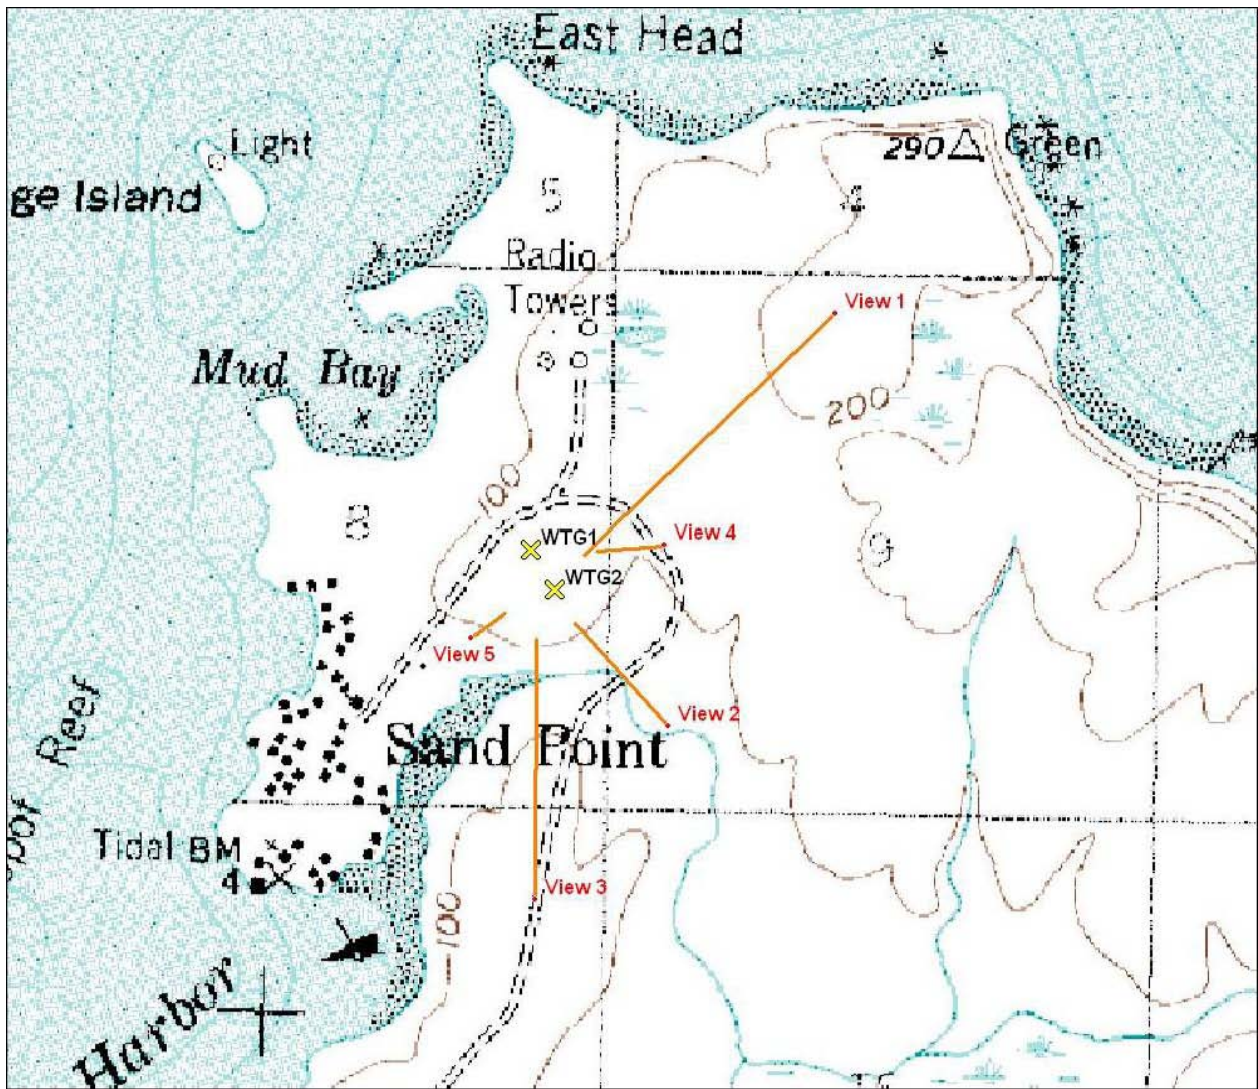 East Head
Light
290 Green
ge Island
5
4
Radio
Towers
View 1
Mud Bay
200
100
8
WTG1
View 4
9
WTG2
View 5
Reef
View 2
Sand Point
Tidal BM
4
View 3
100
Harbor